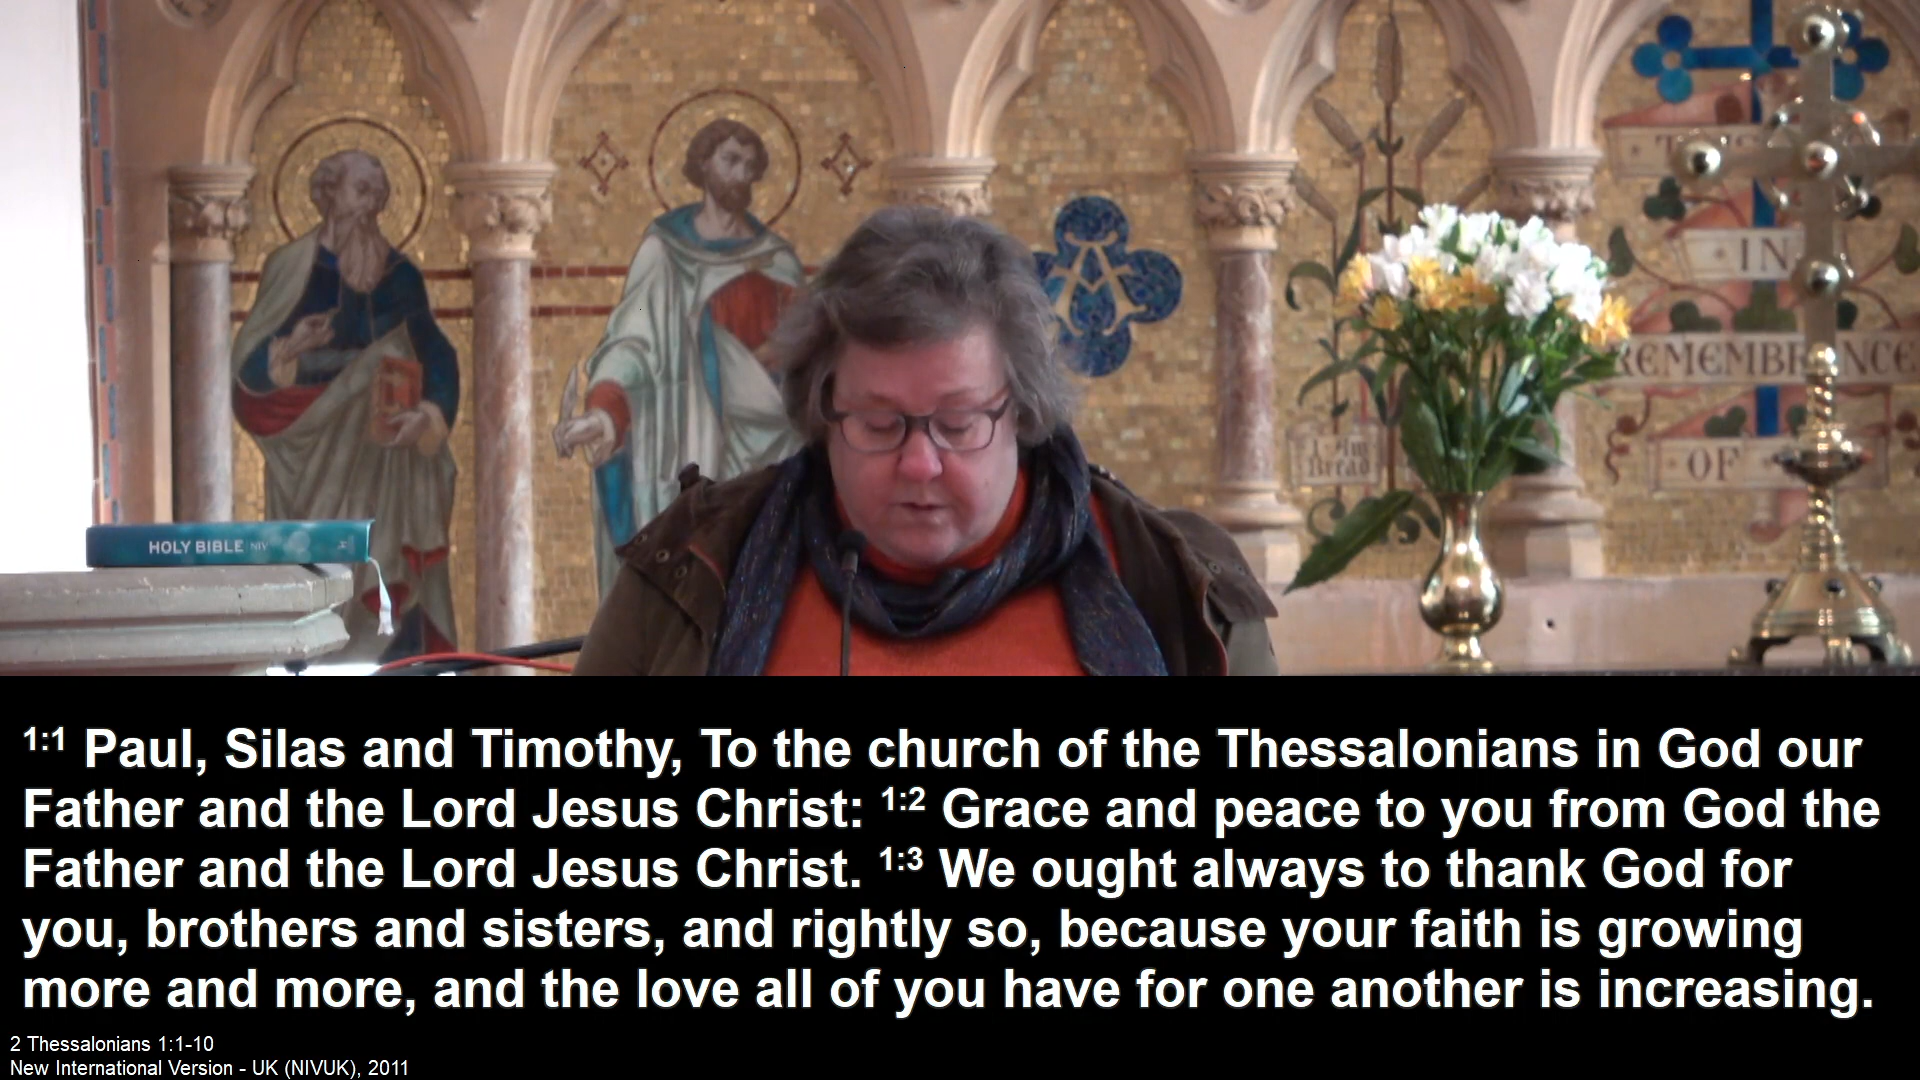 HOLY BIBLE NIV
A
I Am
Bread
IN
REMEMBRANCE
OF
1:1 Paul, Silas and Timothy, To the church of the Thessalonians in God our
Father and the Lord Jesus Christ: 1:2 Grace and peace to you from God the
Father and the Lord Jesus Christ. 1:3 We ought always to thank God for
you, brothers and sisters, and rightly so, because your faith is growing
more and more, and the love all of you have for one another is increasing.
2 Thessalonians 1:1-10
New International Version - UK (NIVUK), 2011